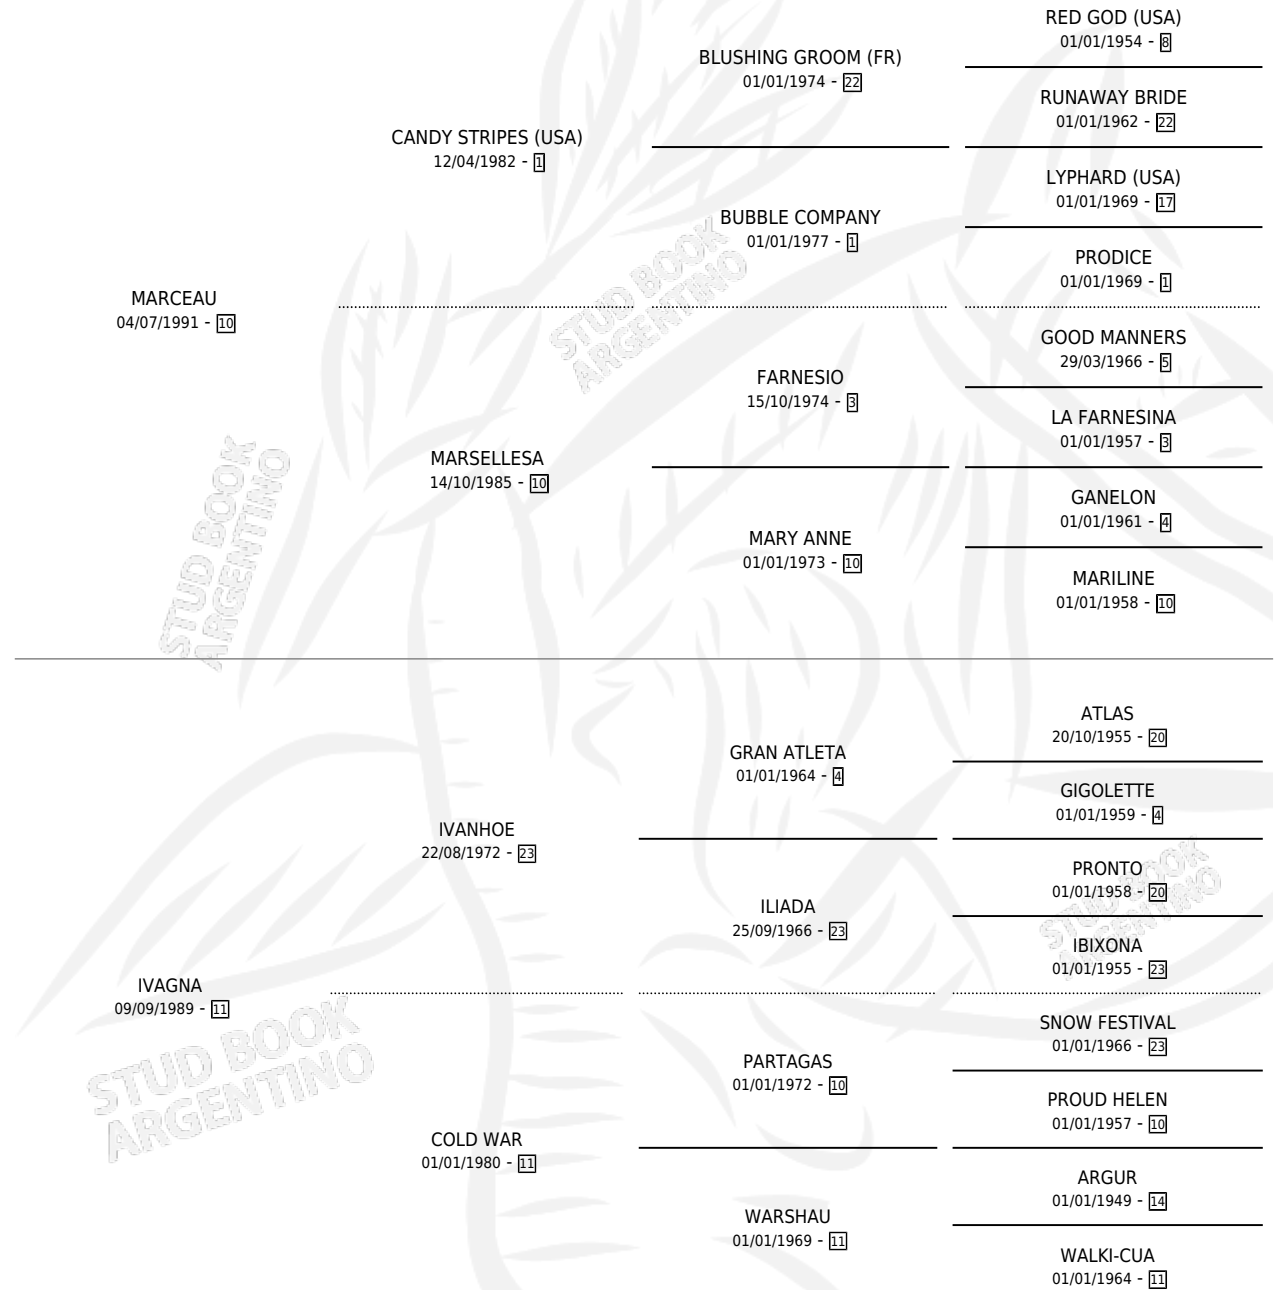 RED GOD (USA)
01/01/1954 - 8
BLUSHING GROOM (FR)
01/01/1974 - 22
RUNAWAY BRIDE
01/01/1962 - 22
CANDY STRIPES (USA)
12/04/1982 - 1
LYPHARD (USA)
01/01/1969 - 17
BUBBLE COMPANY
01/01/1977 - 1
PRODICE
01/01/1969 - 1
MARCEAU
04/07/1991 - 10
STUD BOOK
ARGENTINO
GOOD MANNERS
29/03/1966 - 5
FARNESIO
15/10/1974 - 3
LA FARNESINA
01/01/1957 - 3
MARSELLESA
14/10/1985 - 10
GANELON
01/01/1961 - 4
MARY ANNE
01/01/1973 - 10
MARILINE
01/01/1958 - 10
STUD BOOK
ARGENTINO
ATLAS
20/10/1955 - 20
GRAN ATLETA
01/01/1964 - 4
GIGOLETTE
01/01/1959 - 4
IVANHOE
22/08/1972 - 23
PRONTO
01/01/1958 - 20
ILIADA
25/09/1966 - 23
STUD BOOK
ARGENTINO
IBIXONA
01/01/1955 - 23
IVAGNA
09/09/1989 - 11
STUD BOOK
ARGENTINO
SNOW FESTIVAL
01/01/1966 - 23
PARTAGAS
01/01/1972 - 10
PROUD HELEN
01/01/1957 - 10
COLD WAR
01/01/1980 - 11
ARGUR
01/01/1949 - 14
WARSHAU
01/01/1969 - 11
WALKI-CUA
01/01/1964 - 11